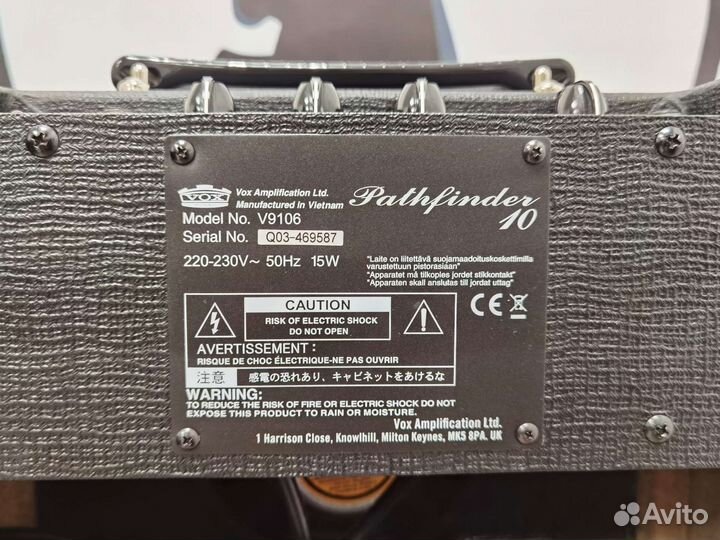 VOX
Vox Amplification Ltd.
Manufactured in Vietnam
Pathfinder
10
Model No. V9106
Serial No. Q03-469587
220-230V~ 50Hz 15W
"Laite on liitettävä suojamaadoituskoskettimilla
varustettuun pistorasiaan"
"Apparatet må tilkoples jordet stikkontakt"
"Apparaten skall anslutas till jordat uttag"
CAUTION
RISK OF ELECTRIC SHOCK
DO NOT OPEN
CE
AVERTISSEMENT :
RISQUE DE CHOC ÉLECTRIQUE-NE PAS OUVRIR
注意 感電の恐れあり、キャビネットをあけるな
WARNING:
TO REDUCE THE RISK OF FIRE OR ELECTRIC SHOCK DO NOT
EXPOSE THIS PRODUCT TO RAIN OR MOISTURE.
Vox Amplification Ltd.
1 Harrison Close, Knowlhill, Milton Keynes, MK5 8PA. UK
Avito